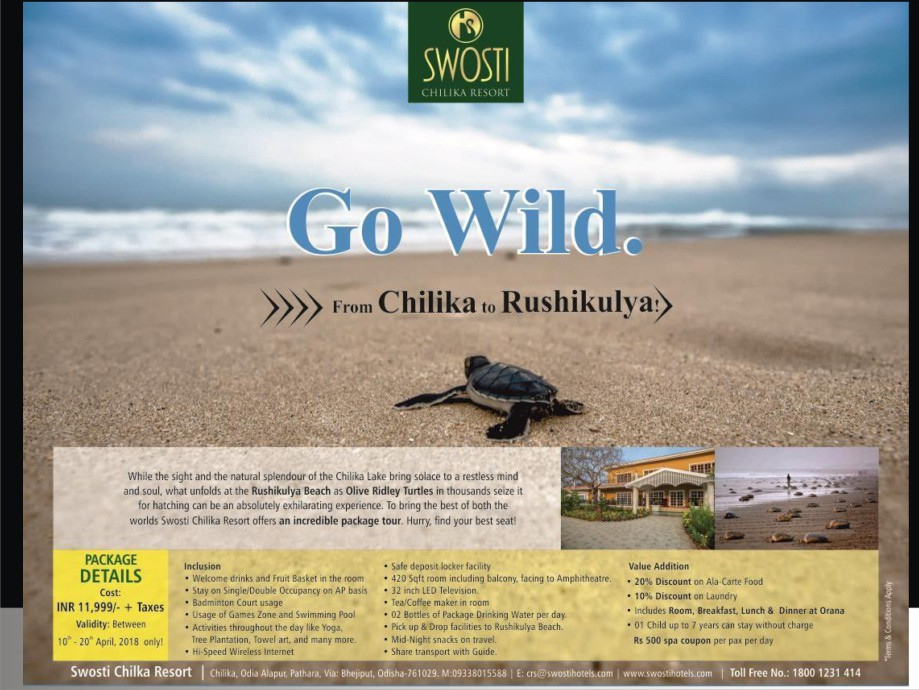 SWOSTI
CHILIKA RESORT
Go Wild.
From Chilika to Rushikulya!
While the sight and the natural splendour of the Chilika Lake bring solace to a restless mind
and soul, what unfolds at the Rushikulya Beach as Olive Ridley Turtles in thousands seize it
for hatching can be an absolutely exhilarating experience. To bring the best of both the
worlds Swosti Chilika Resort offers an incredible package tour. Hurry, find your best seat!
PACKAGE
DETAILS
Cost:
INR 11,999/- + Taxes
Validity: Between
10th - 20th April, 2018 only!
Inclusion
• Welcome drinks and Fruit Basket in the room
• Stay on Single/Double Occupancy on AP basis
• Badminton Court usage
• Usage of Games Zone and Swimming Pool
• Activities throughout the day like Yoga,
Tree Plantation, Towel art, and many more.
• Hi-Speed Wireless Internet
• Safe deposit locker facility
• 420 Sqft room including balcony, facing to Amphitheatre.
• 32 inch LED Television.
• Tea/Coffee maker in room
• 02 Bottles of Package Drinking Water per day.
• Pick up & Drop facilities to Rushikulya Beach.
• Mid-Night snacks on travel.
• Share transport with Guide.
Value Addition
• 20% Discount on Ala-Carte Food
• 10% Discount on Laundry
• Includes Room, Breakfast, Lunch & Dinner at Orana
• 01 Child up to 7 years can stay without charge
Rs 500 spa coupon per pax per day
*Terms & Conditions Apply
Swosti Chilka Resort | Chilika, Odia Alapur, Pathara, Via: Bhejiput, Odisha-761029. M:09338015588 | E: crs@swostihotels.com | www.swostihotels.com | Toll Free No.: 1800 1231 414